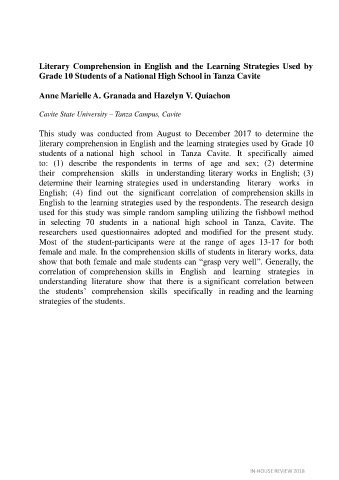 Literary Comprehension in English and the Learning Strategies Used by
Grade 10 Students of a National High School in Tanza Cavite
Anne Marielle A. Granada and Hazelyn V. Quiachon
Cavite State University – Tanza Campus, Cavite
This study was conducted from August to December 2017 to determine the
literary comprehension in English and the learning strategies used by Grade 10
students of a national high school in Tanza Cavite. It specifically aimed
to: (1) describe the respondents in terms of age and sex; (2) determine
their comprehension skills in understanding literary works in English; (3)
determine their learning strategies used in understanding literary works in
English; (4) find out the significant correlation of comprehension skills in
English to the learning strategies used by the respondents. The research design
used for this study was simple random sampling utilizing the fishbowl method
in selecting 70 students in a national high school in Tanza, Cavite. The
researchers used questionnaires adopted and modified for the present study.
Most of the student-participants were at the range of ages 13-17 for both
female and male. In the comprehension skills of students in literary works, data
show that both female and male students can “grasp very well”. Generally, the
correlation of comprehension skills in English and learning strategies in
understanding literature show that there is a significant correlation between
the students’ comprehension skills specifically in reading and the learning
strategies of the students.
IN-HOUSE REVIEW 2018